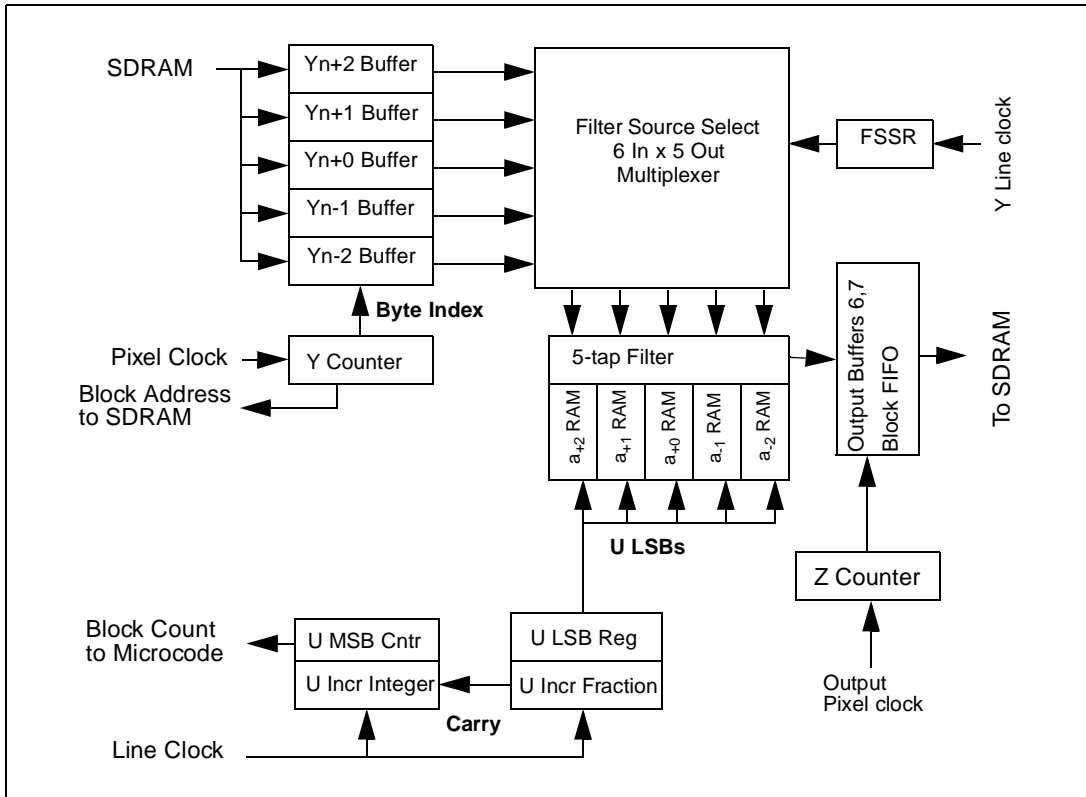 SDRAM
Yn+2 Buffer
Yn+1 Buffer
Yn+0 Buffer
Yn-1 Buffer
Yn-2 Buffer
Filter Source Select
6 In x 5 Out
Multiplexer
FSSR
Y Line clock
Byte Index
Pixel Clock
Y Counter
Block Address
to SDRAM
5-tap Filter
a+2 RAM
a+1 RAM
a+0 RAM
a-1 RAM
a-2 RAM
Output Buffers 6,7
Block FIFO
To SDRAM
U LSBs
Z Counter
Block Count
to Microcode
U MSB Cntr
U Incr Integer
U LSB Reg
U Incr Fraction
Carry
Output
Pixel clock
Line Clock